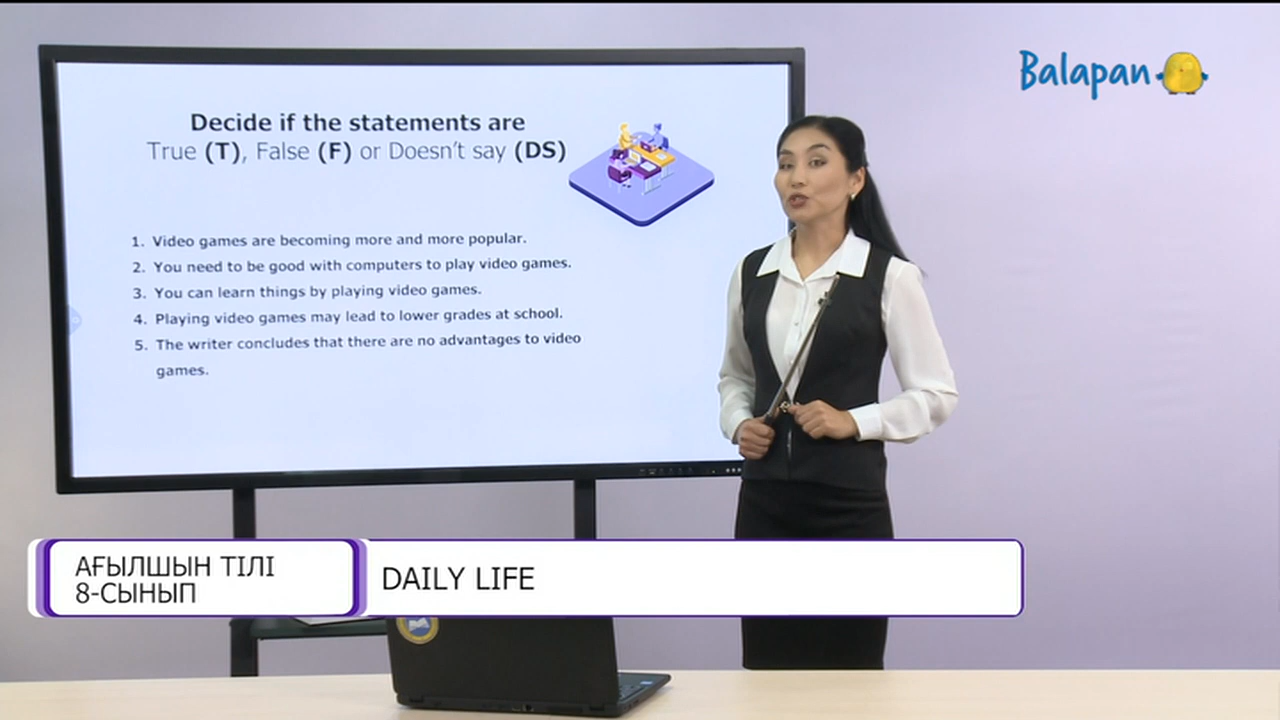 Balapan
Decide if the statements are
True (T), False (F) or Doesn't say (DS)
1. Video games are becoming more and more popular.
2. You need to be good with computers to play video games.
3. You can learn things by playing video games.
4. Playing video games may lead to lower grades at school.
5. The writer concludes that there are no advantages to video
games.
АҒЫЛШЫН ТІЛІ
8-СЫНЫП
DAILY LIFE